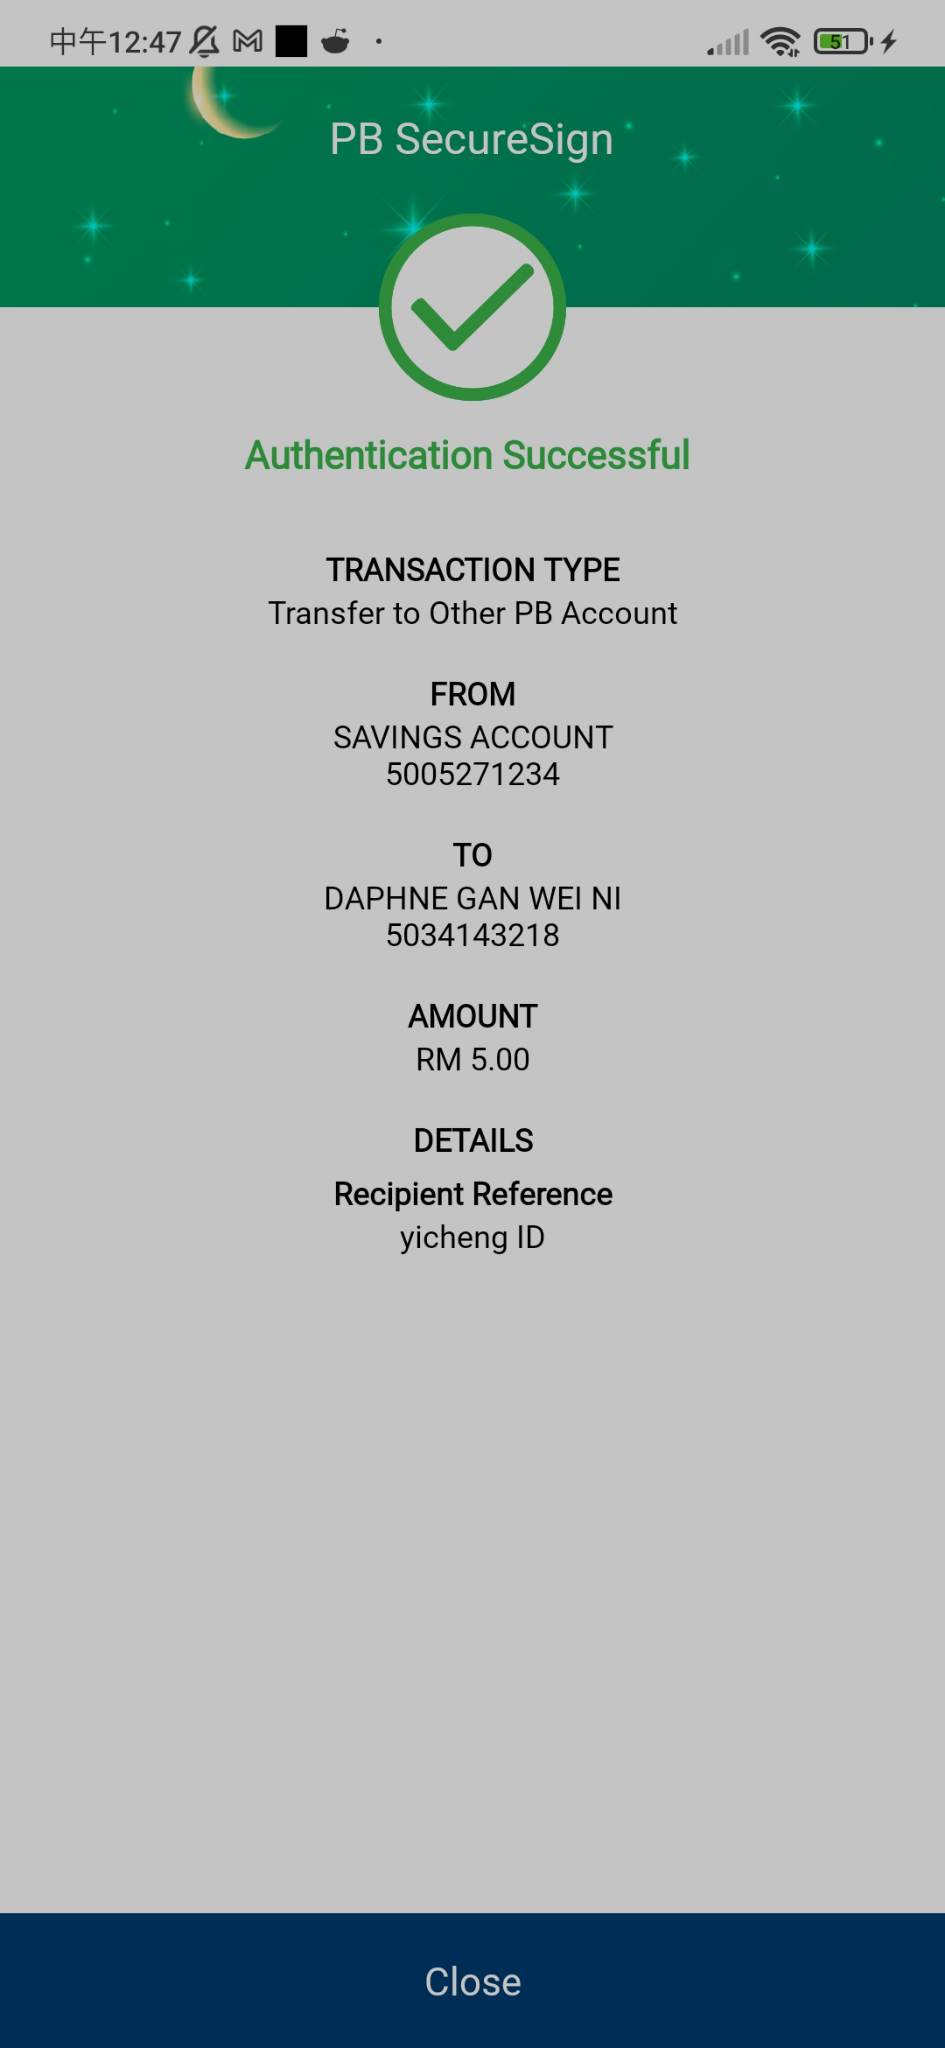 中午12:47 51
PB SecureSign
Authentication Successful
TRANSACTION TYPE
Transfer to Other PB Account
FROM
SAVINGS ACCOUNT
5005271234
TO
DAPHNE GAN WEI NI
5034143218
AMOUNT
RM 5.00
DETAILS
Recipient Reference
yicheng ID
Close